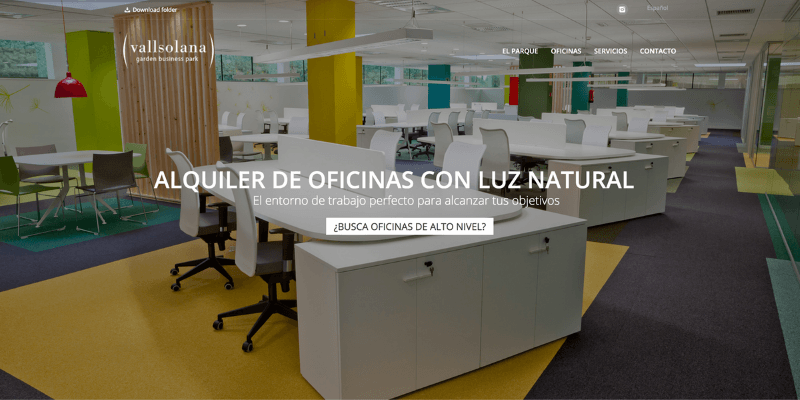 Download folder
Español
(vallsolana)
garden business park
EL PARQUE OFICINAS SERVICIOS CONTACTO
ALQUILER DE OFICINAS CON LUZ NATURAL
El entorno de trabajo perfecto para alcanzar tus objetivos
¿BUSCA OFICINAS DE ALTO NIVEL?